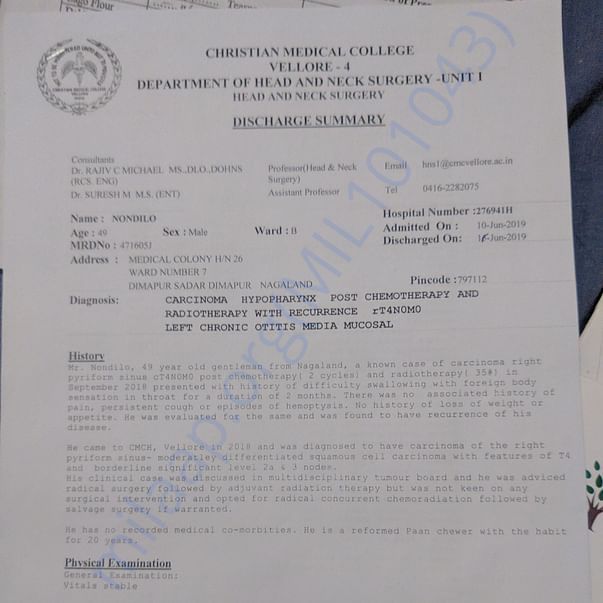 CHRISTIAN MEDICAL COLLEGE
VELLORE - 4
DEPARTMENT OF HEAD AND NECK SURGERY -UNIT 1
HEAD AND NECK SURGERY
DISCHARGE SUMMARY
Consultants
Dr. RAJIV C MICHAEL MS.,DLO.,DOHNS (RCS. ENG) Professor(Head & Neck Surgery) Email hns1@cmcvellore.ac.in
Dr. SURESH M M.S. (ENT) Assistant Professor Tel 0416-2282075
Name : NONDILO Hospital Number :276941H
Age : 49 Sex : Male Ward : B Admitted On : 10-Jun-2019
MRDNo : 471605J Discharged On: -Jun-2019
Address : MEDICAL COLONY H/N 26
WARD NUMBER 7
DIMAPUR SADAR DIMAPUR NAGALAND Pincode :797112
Diagnosis: CARCINOMA HYPOPHARYNX POST CHEMOTHERAPY AND
RADIOTHERAPY WITH RECURRENCE rT4N0M0
LEFT CHRONIC OTITIS MEDIA MUCOSAL
History
Mr. Nondilo, 49 year old gentleman from Nagaland, a known case of carcinoma right
pyriform sinus cT4N0M0 post chemotherapy( 2 cycles) and radiotherapy( 35#) in
September 2018 presented with history of difficulty swallowing with foreign body
sensation in throat for a duration of 2 months. There was no associated history of
pain, persistent cough or episodes of hemoptysis. No history of loss of weight or
appetite. He was evaluated for the same and was found to have recurrence of his
disease.
He came to CMCH, Vellore in 2018 and was diagnosed to have carcinoma of the right
pyriform sinus- moderatley differentiated squamous cell carcinoma with features of T4
and borderline significant level 2a & 3 nodes.
His clinical case was discussed in multidisciplinary tumour board and he was adviced
radical surgery followed by adjuvant radiation therapy but was not keen on any
surgical intervention and opted for radical concurrent chemoradiation followed by
salvage surgery if warranted.
He has no recorded medical co-morbities. He is a reformed Paan chewer with the habit
for 20 years.
Physical Examination
General Examination:
Vitals stable
milaap.org(MIL101043)